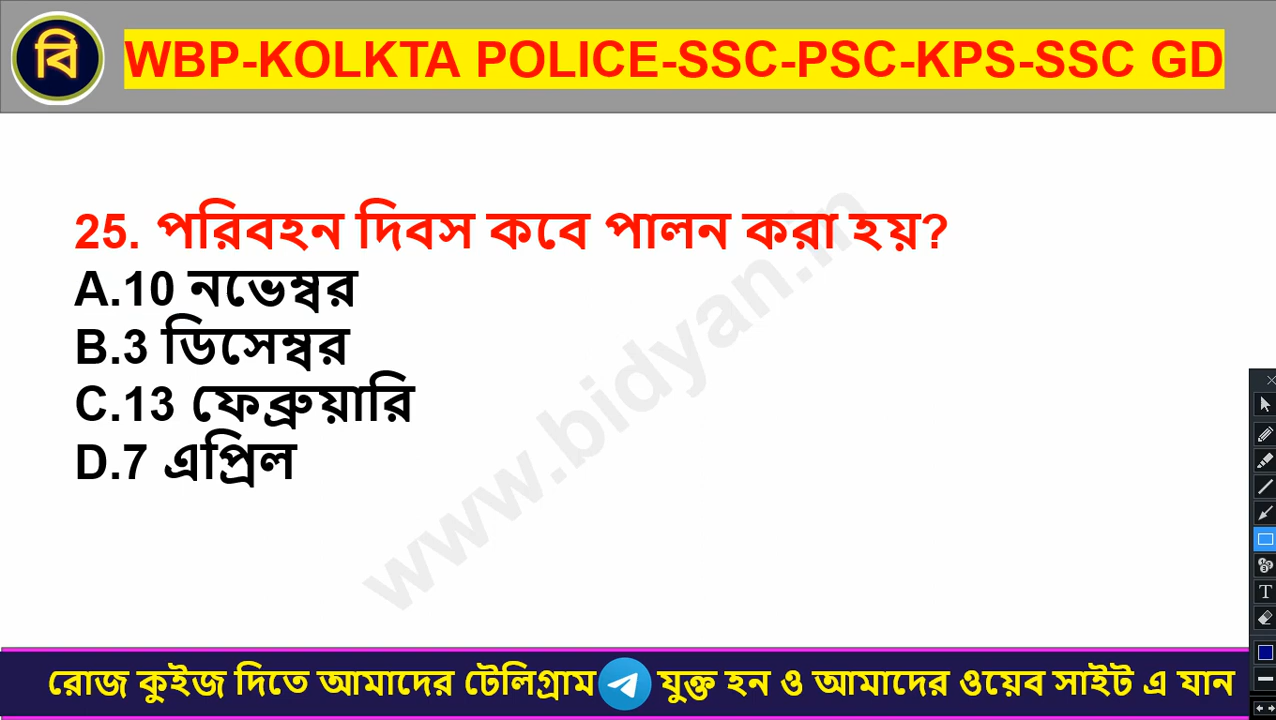 বি
WBP-KOLKTA POLICE-SSC-PSC-KPS-SSC GD
25. পরিবহন দিবস কবে পালন করা হয়?
A.10 নভেম্বর
B.3 ডিসেম্বর
C.13 ফেব্রুয়ারি
D.7 এপ্রিল
www.bidyan.in
রোজ কুইজ দিতে আমাদের টেলিগ্রাম যুক্ত হন ও আমাদের ওয়েব সাইট এ যান